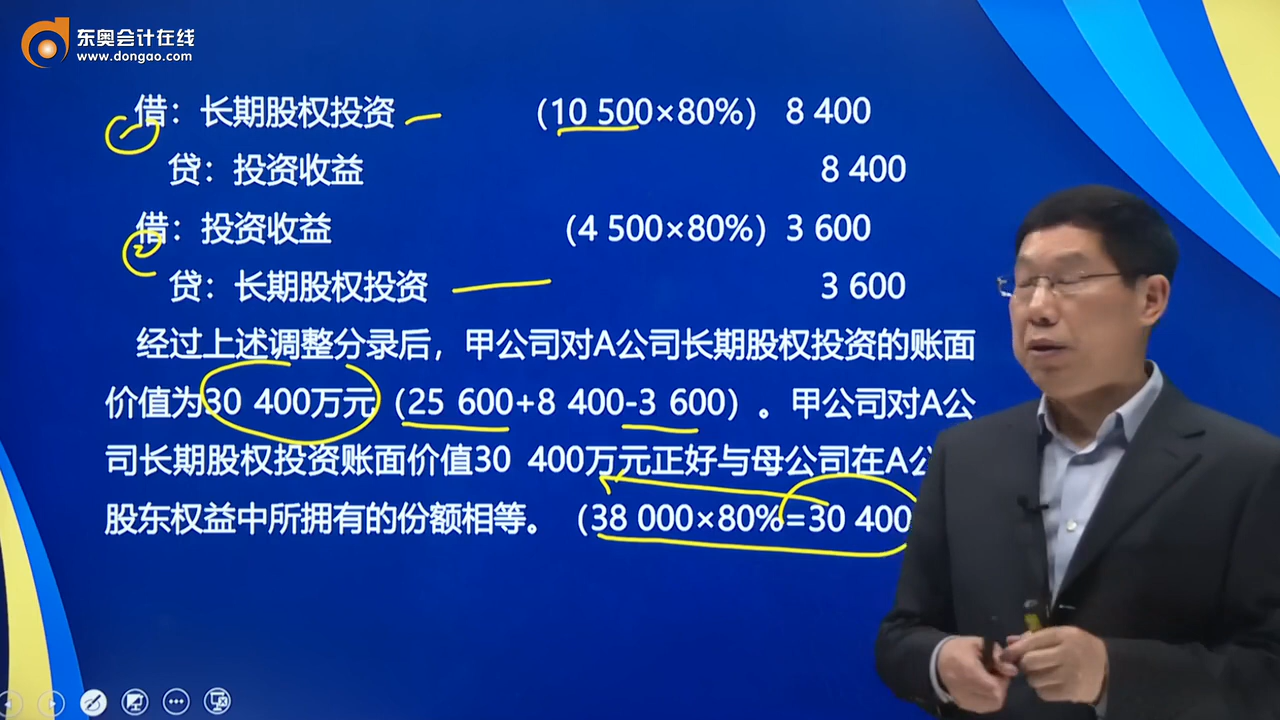 东奥会计在线
www.dongao.com
借：长期股权投资 （10 500×80%） 8 400
贷：投资收益 8 400
借：投资收益 （4 500×80%）3 600
贷：长期股权投资 3 600
经过上述调整分录后，甲公司对A公司长期股权投资的账面
价值为30 400万元（25 600+8 400-3 600）。甲公司对A公
司长期股权投资账面价值30 400万元正好与母公司在A公
股东权益中所拥有的份额相等。（38 000×80%=30 400